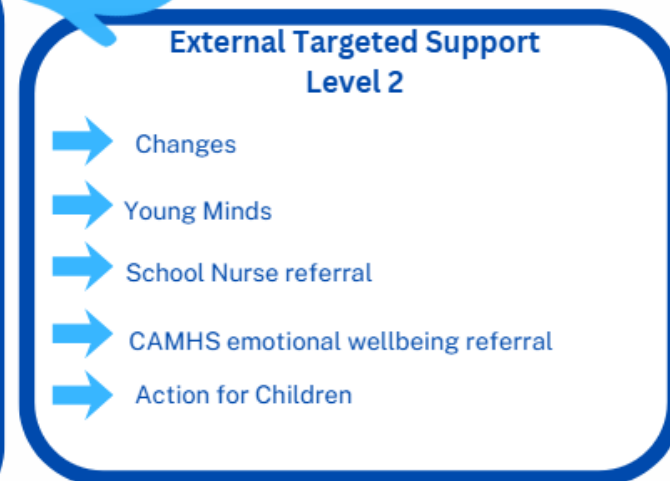 External Targeted Support
Level 2
Changes
Young Minds
School Nurse referral
CAMHS emotional wellbeing referral
Action for Children